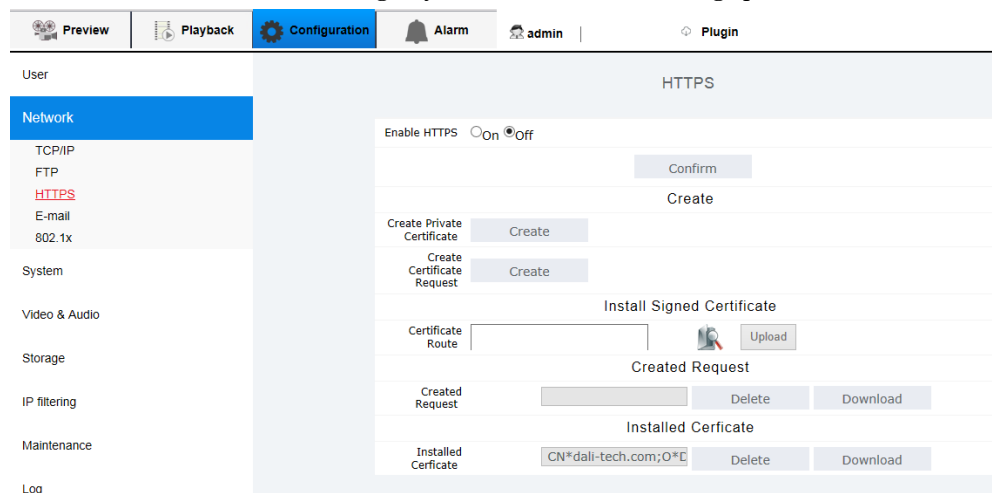 Preview Playback Configuration Alarm admin | Plugin
User
HTTPS
Network
Enable HTTPS On Off
TCP/IP
FTP
Confirm
HTTPS
Create
E-mail
802.1x
Create Private
Certificate
Create
System
Create
Certificate
Request
Create
Install Signed Certificate
Video & Audio
Certificate
Route
Upload
Storage
Created Request
IP filtering
Created
Request
Delete Download
Installed Cerficate
Maintenance
Installed
Cerficate
CN*dali-tech.com;O*D
Delete Download
Log